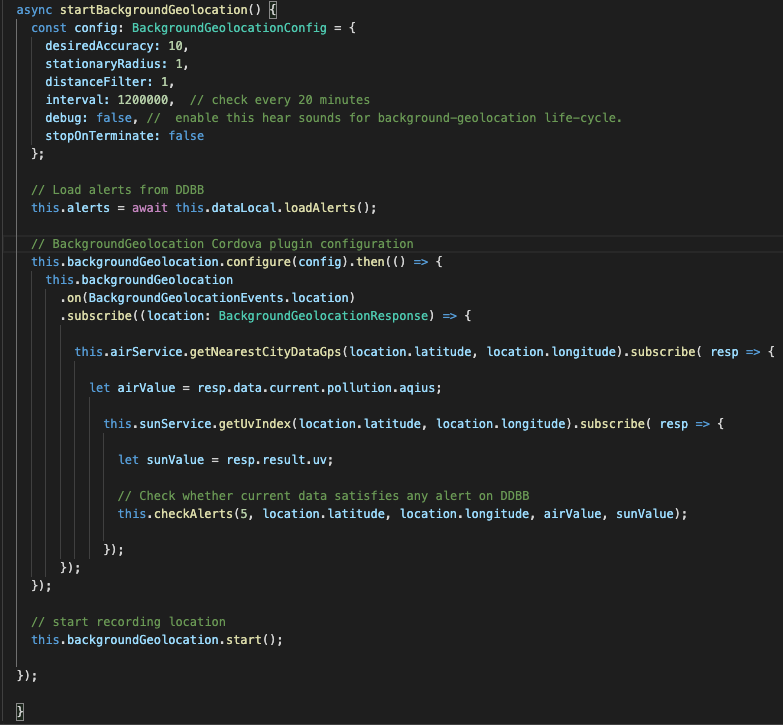 async startBackgroundGeolocation() {
const config: BackgroundGeolocationConfig = {
desiredAccuracy: 10,
stationaryRadius: 1,
distanceFilter: 1,
interval: 1200000,  // check every 20 minutes
debug: false, //  enable this hear sounds for background-geolocation life-cycle.
stopOnTerminate: false
};
// Load alerts from DDBB
this.alerts = await this.dataLocal.loadAlerts();
// BackgroundGeolocation Cordova plugin configuration
this.backgroundGeolocation.configure(config).then(() => {
this.backgroundGeolocation
.on(BackgroundGeolocationEvents.location)
.subscribe((location: BackgroundGeolocationResponse) => {
this.airService.getNearestCityDataGps(location.latitude, location.longitude).subscribe( resp => {
let airValue = resp.data.current.pollution.aqius;
this.sunService.getUvIndex(location.latitude, location.longitude).subscribe( resp => {
let sunValue = resp.result.uv;
// Check whether current data satisfies any alert on DDBB
this.checkAlerts(5, location.latitude, location.longitude, airValue, sunValue);
});
});
});
// start recording location
this.backgroundGeolocation.start();
});
}